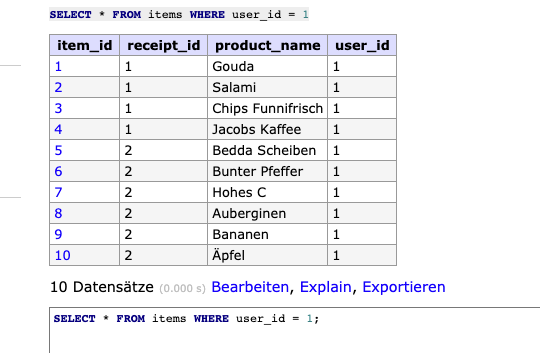 SELECT * FROM items WHERE user_id = 1
item_id receipt_id product_name user_id
1 1 Gouda 1
2 1 Salami 1
3 1 Chips Funnifrisch 1
4 1 Jacobs Kaffee 1
5 2 Bedda Scheiben 1
6 2 Bunter Pfeffer 1
7 2 Hohes C 1
8 2 Auberginen 1
9 2 Bananen 1
10 2 Äpfel 1
10 Datensätze (0.000 s) Bearbeiten, Explain, Exportieren
SELECT * FROM items WHERE user_id = 1;